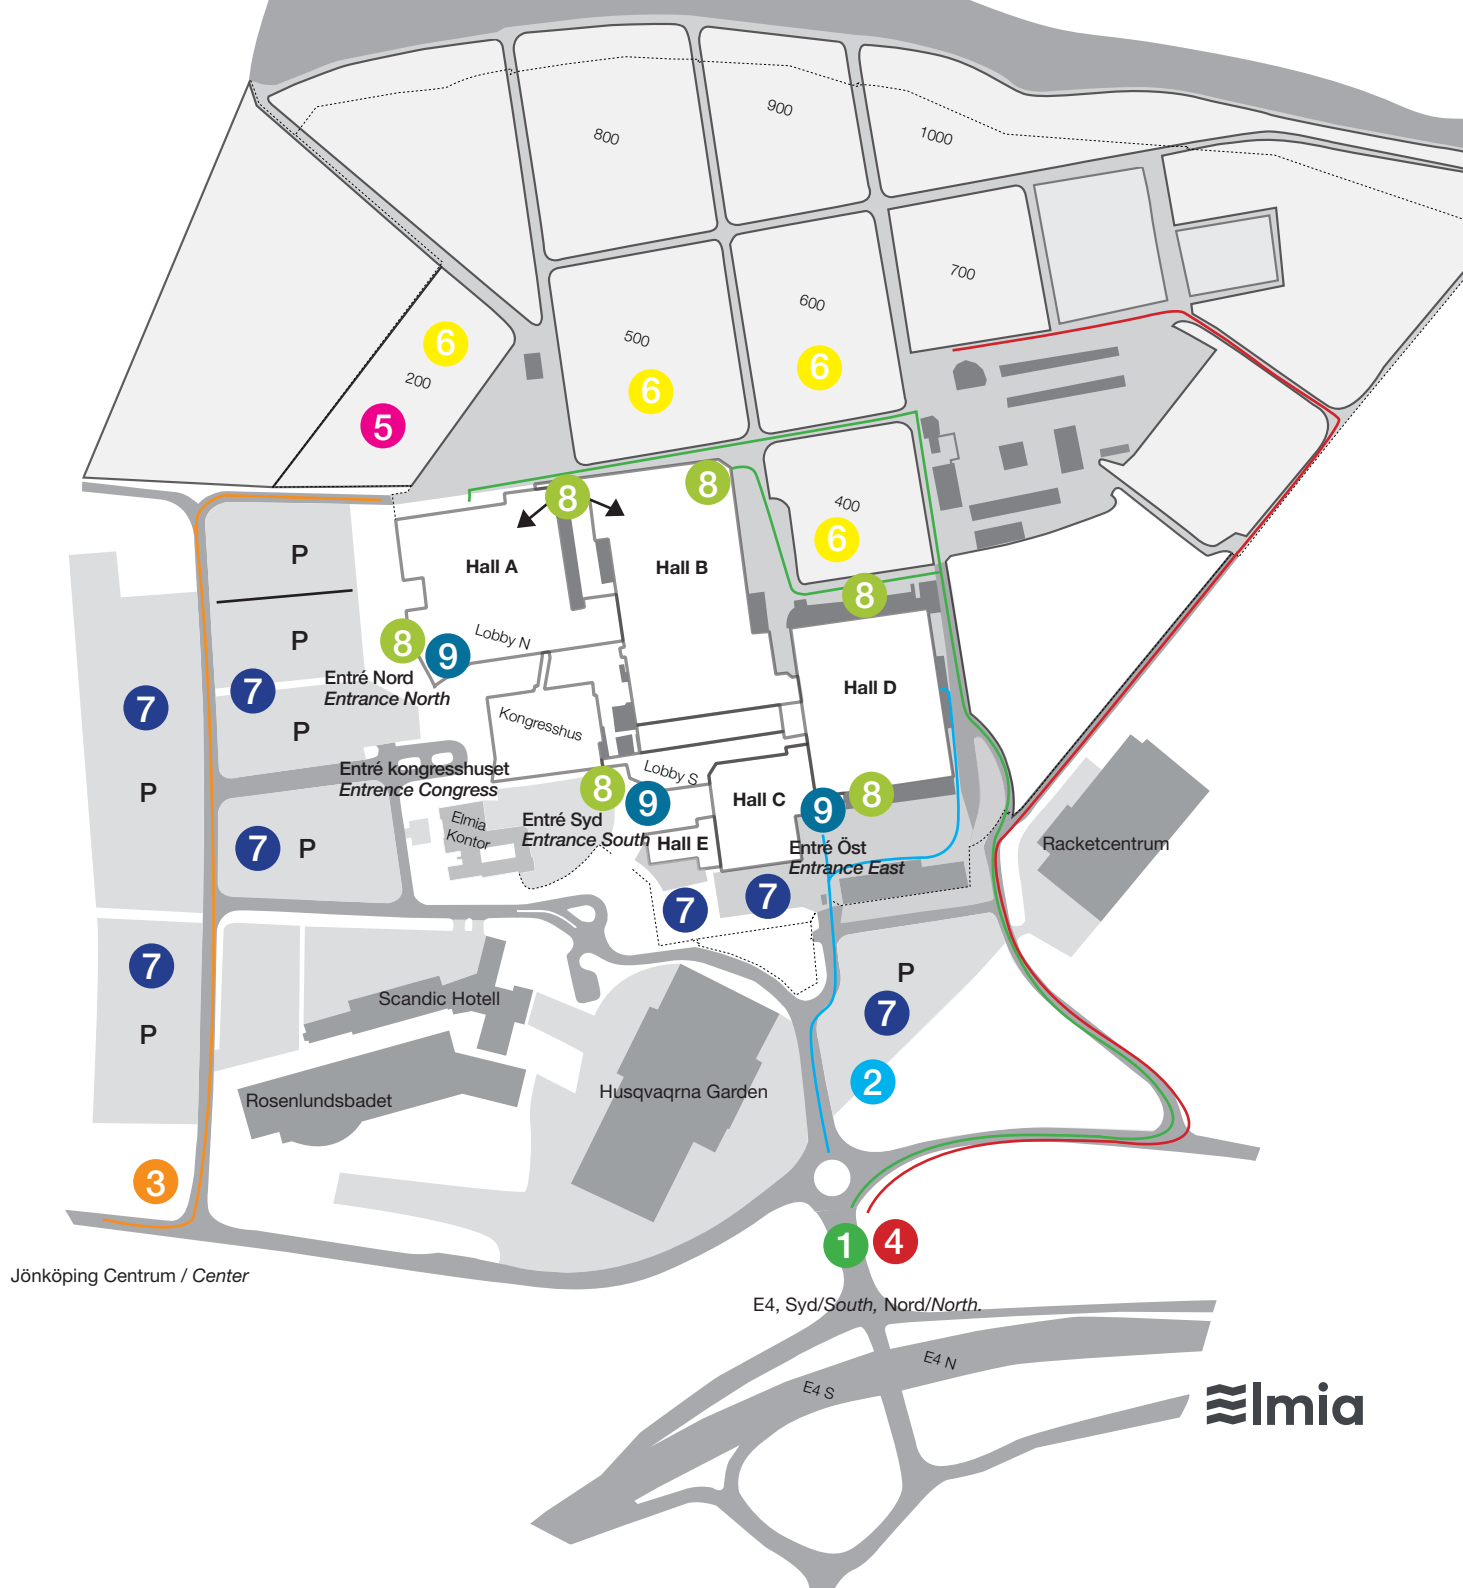 900
800
1000
700
600
500
6
6
200
6
5
8
8
400
6
P
Hall A
Hall B
8
P
8
Lobby N
9
Entré Nord
Entrance North
7
7
Hall D
P
Kongresshus
Entré kongresshuset
Entrence Congress
Lobby S
P
8
9
Hall C
9
8
Elmia
Kontor
Entré Syd
Entrance South
Hall E
Entré Öst
Entrance East
7
P
Racketcentrum
7
7
7
P
Scandic Hotell
7
P
2
Rosenlundsbadet
Husqvaqrna Garden
3
1
4
Jönköping Centrum / Center
E4, Syd/South, Nord/North.
E4 N
E4 S
Elmia